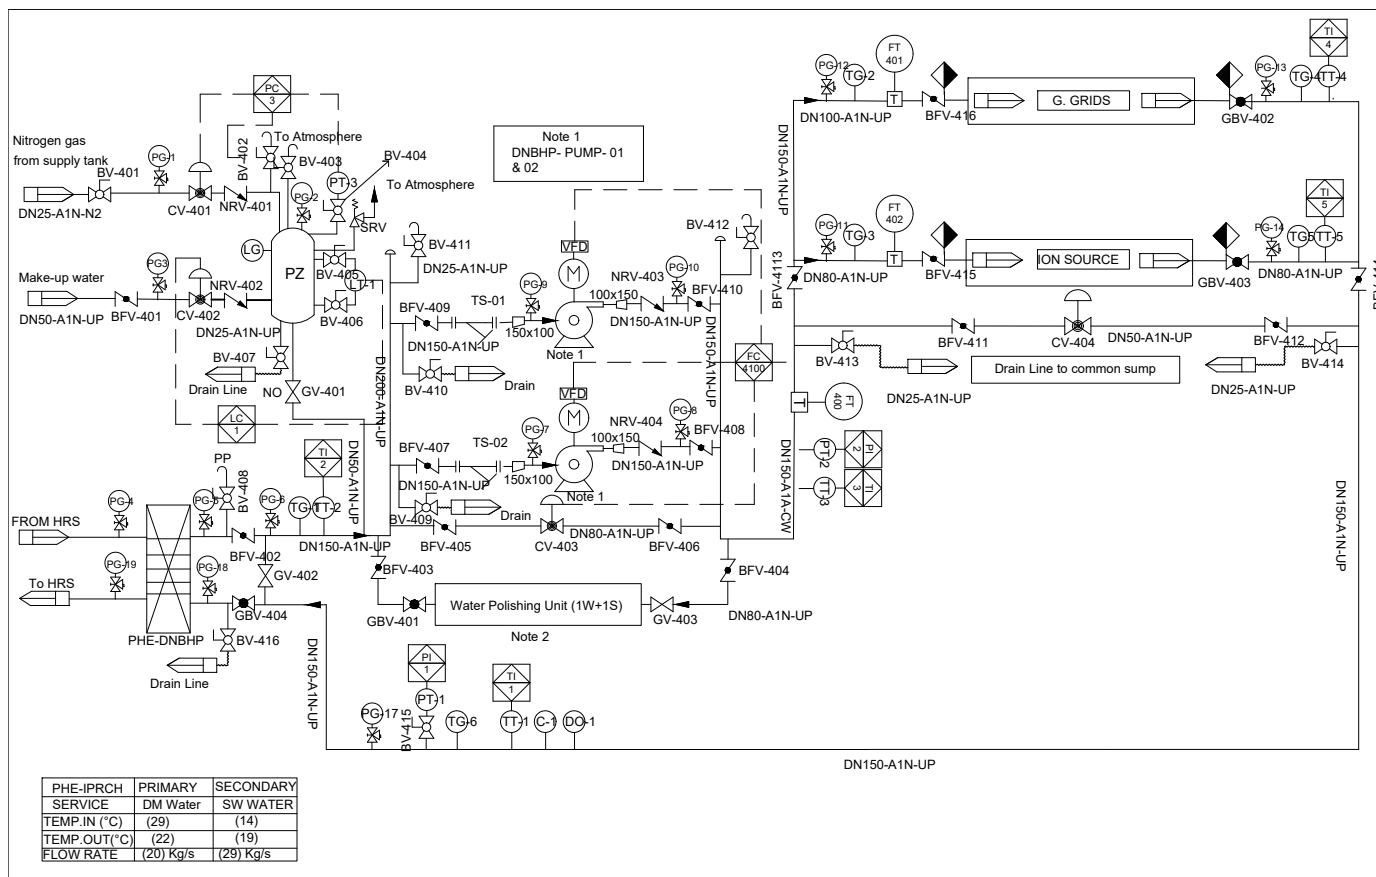 PC
3
Nitrogen gas
from supply tank
BV-401
PG-1
BV-402
To Atmosphere
BV-403
PT-3
BV-404
To Atmosphere
DN25-A1N-N2
CV-401
NRV-401
PG-2
SRV
LG
PZ
BV-405
LT-1
BV-406
Make-up water
DN50-A1N-UP
PG3
BFV-401
CV-402
NRV-402
DN25-A1N-UP
BV-407
Drain Line
NO
GV-401
LC
1
Note 1
DNBHP- PUMP- 01
& 02
BV-411
DN25-A1N-UP
BFV-409
TS-01
PG-9
VFD
M
NRV-403
PG-10
BFV-410
BV-412
100x150
DN150-A1N-UP
DN150-A1N-UP
150x100
Note 1
BV-410
Drain
DN200-A1N-UP
DN150-A1N-UP
VFD
M
BFV-407
TS-02
PG-7
NRV-404
PG-8
BFV-408
100x150
DN150-A1N-UP
DN150-A1N-UP
150x100
Note 1
BV-409
Drain
BFV-405
CV-403
DN80-A1N-UP
BFV-406
FC
4100
PG-12
TG-2
FT
401
DN100-A1N-UP
BFV-416
T
G. GRIDS
GBV-402
PG-13
TG-4
TT-4
TI
4
DN150-A1N-UP
PG-11
TG-3
FT
402
T
DN80-A1N-UP
BFV-415
ION SOURCE
GBV-403
PG-14
TG5
TT-5
TI
5
DN80-A1N-UP
BFV-4113
BFV-411
CV-404
DN50-A1N-UP
BFV-412
BV-413
DN25-A1N-UP
Drain Line to common sump
DN25-A1N-UP
BV-414
T
FT
400
PT-2
PI
2
TT-3
TI
3
DN150-A1A-CW
DN150-A1N-UP
PP
BV-408
TI
2
DN50-A1N-UP
FROM HRS
PG-4
PG-5
PG-6
TG-1
TT-2
DN150-A1N-UP
BFV-402
BFV-403
BFV-404
To HRS
PG-19
PG-18
GV-402
GBV-404
PHE-DNBHP
BV-416
Drain Line
DN150-A1N-UP
GBV-401
Water Polishing Unit (1W+1S)
GV-403
DN80-A1N-UP
Note 2
PI
1
TI
1
PG-17
BV-415
PT-1
TG-6
TT-1
C-1
DO-1
DN150-A1N-UP
PHE-IPRCH PRIMARY SECONDARY
SERVICE DM Water SW WATER
TEMP.IN (°C) (29) (14)
TEMP.OUT(°C) (22) (19)
FLOW RATE (20) Kg/s (29) Kg/s